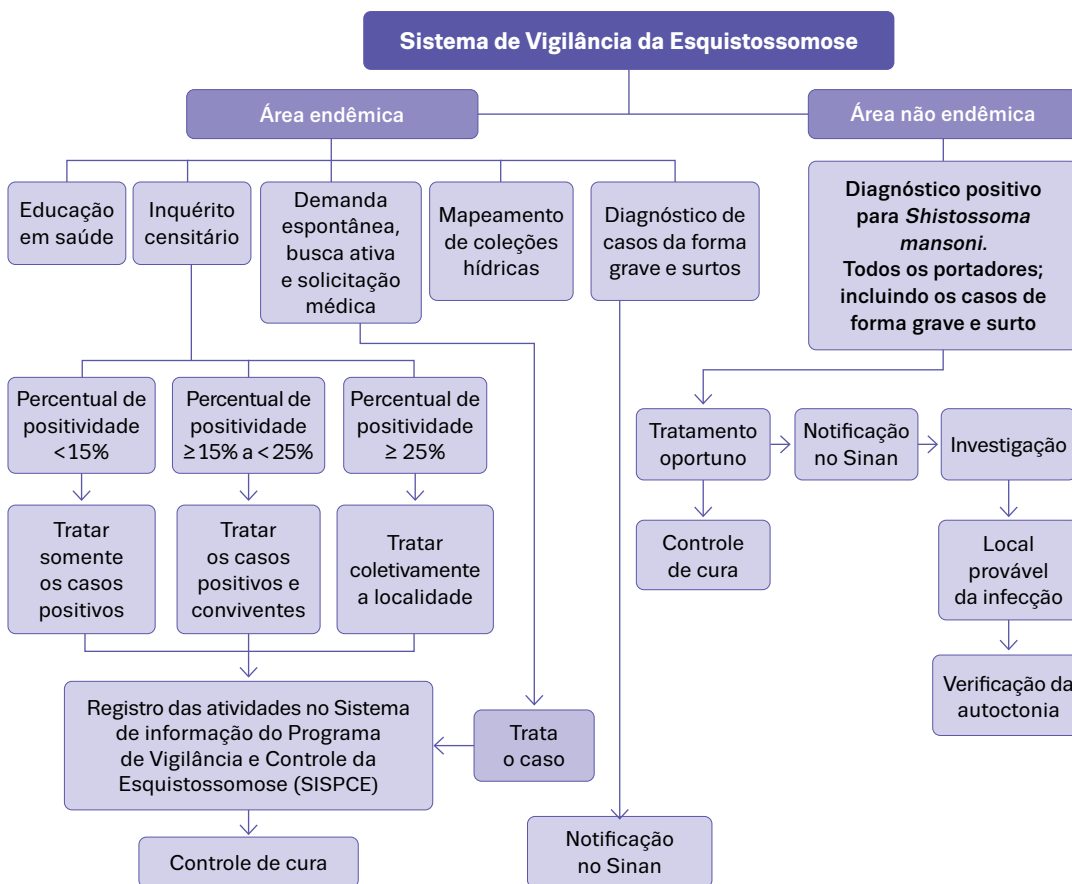 Sistema de Vigilância da Esquistossomose
Área endêmica
Área não endêmica
Educação
em saúde
Inquérito
censitário
Demanda
espontânea,
busca ativa
e solicitação
médica
Mapeamento
de coleções
hídricas
Diagnóstico de
casos da forma
grave e surtos
Diagnóstico positivo
para Shistossoma
mansoni.
Todos os portadores;
incluindo os casos de
forma grave e surto
Percentual de
positividade
<15%
Percentual de
positividade
≥15% a <25%
Percentual de
positividade
≥ 25%
Tratamento
oportuno
Notificação
no Sinan
Investigação
Tratar
somente
os casos
positivos
Tratar
os casos
positivos e
conviventes
Tratar
coletivamente
a localidade
Controle
de cura
Local
provável
da infecção
Verificação da
autoctonia
Registro das atividades no Sistema
de informação do Programa
de Vigilância e Controle da
Esquistossomose (SISPCE)
Trata
o caso
Controle de cura
Notificação
no Sinan